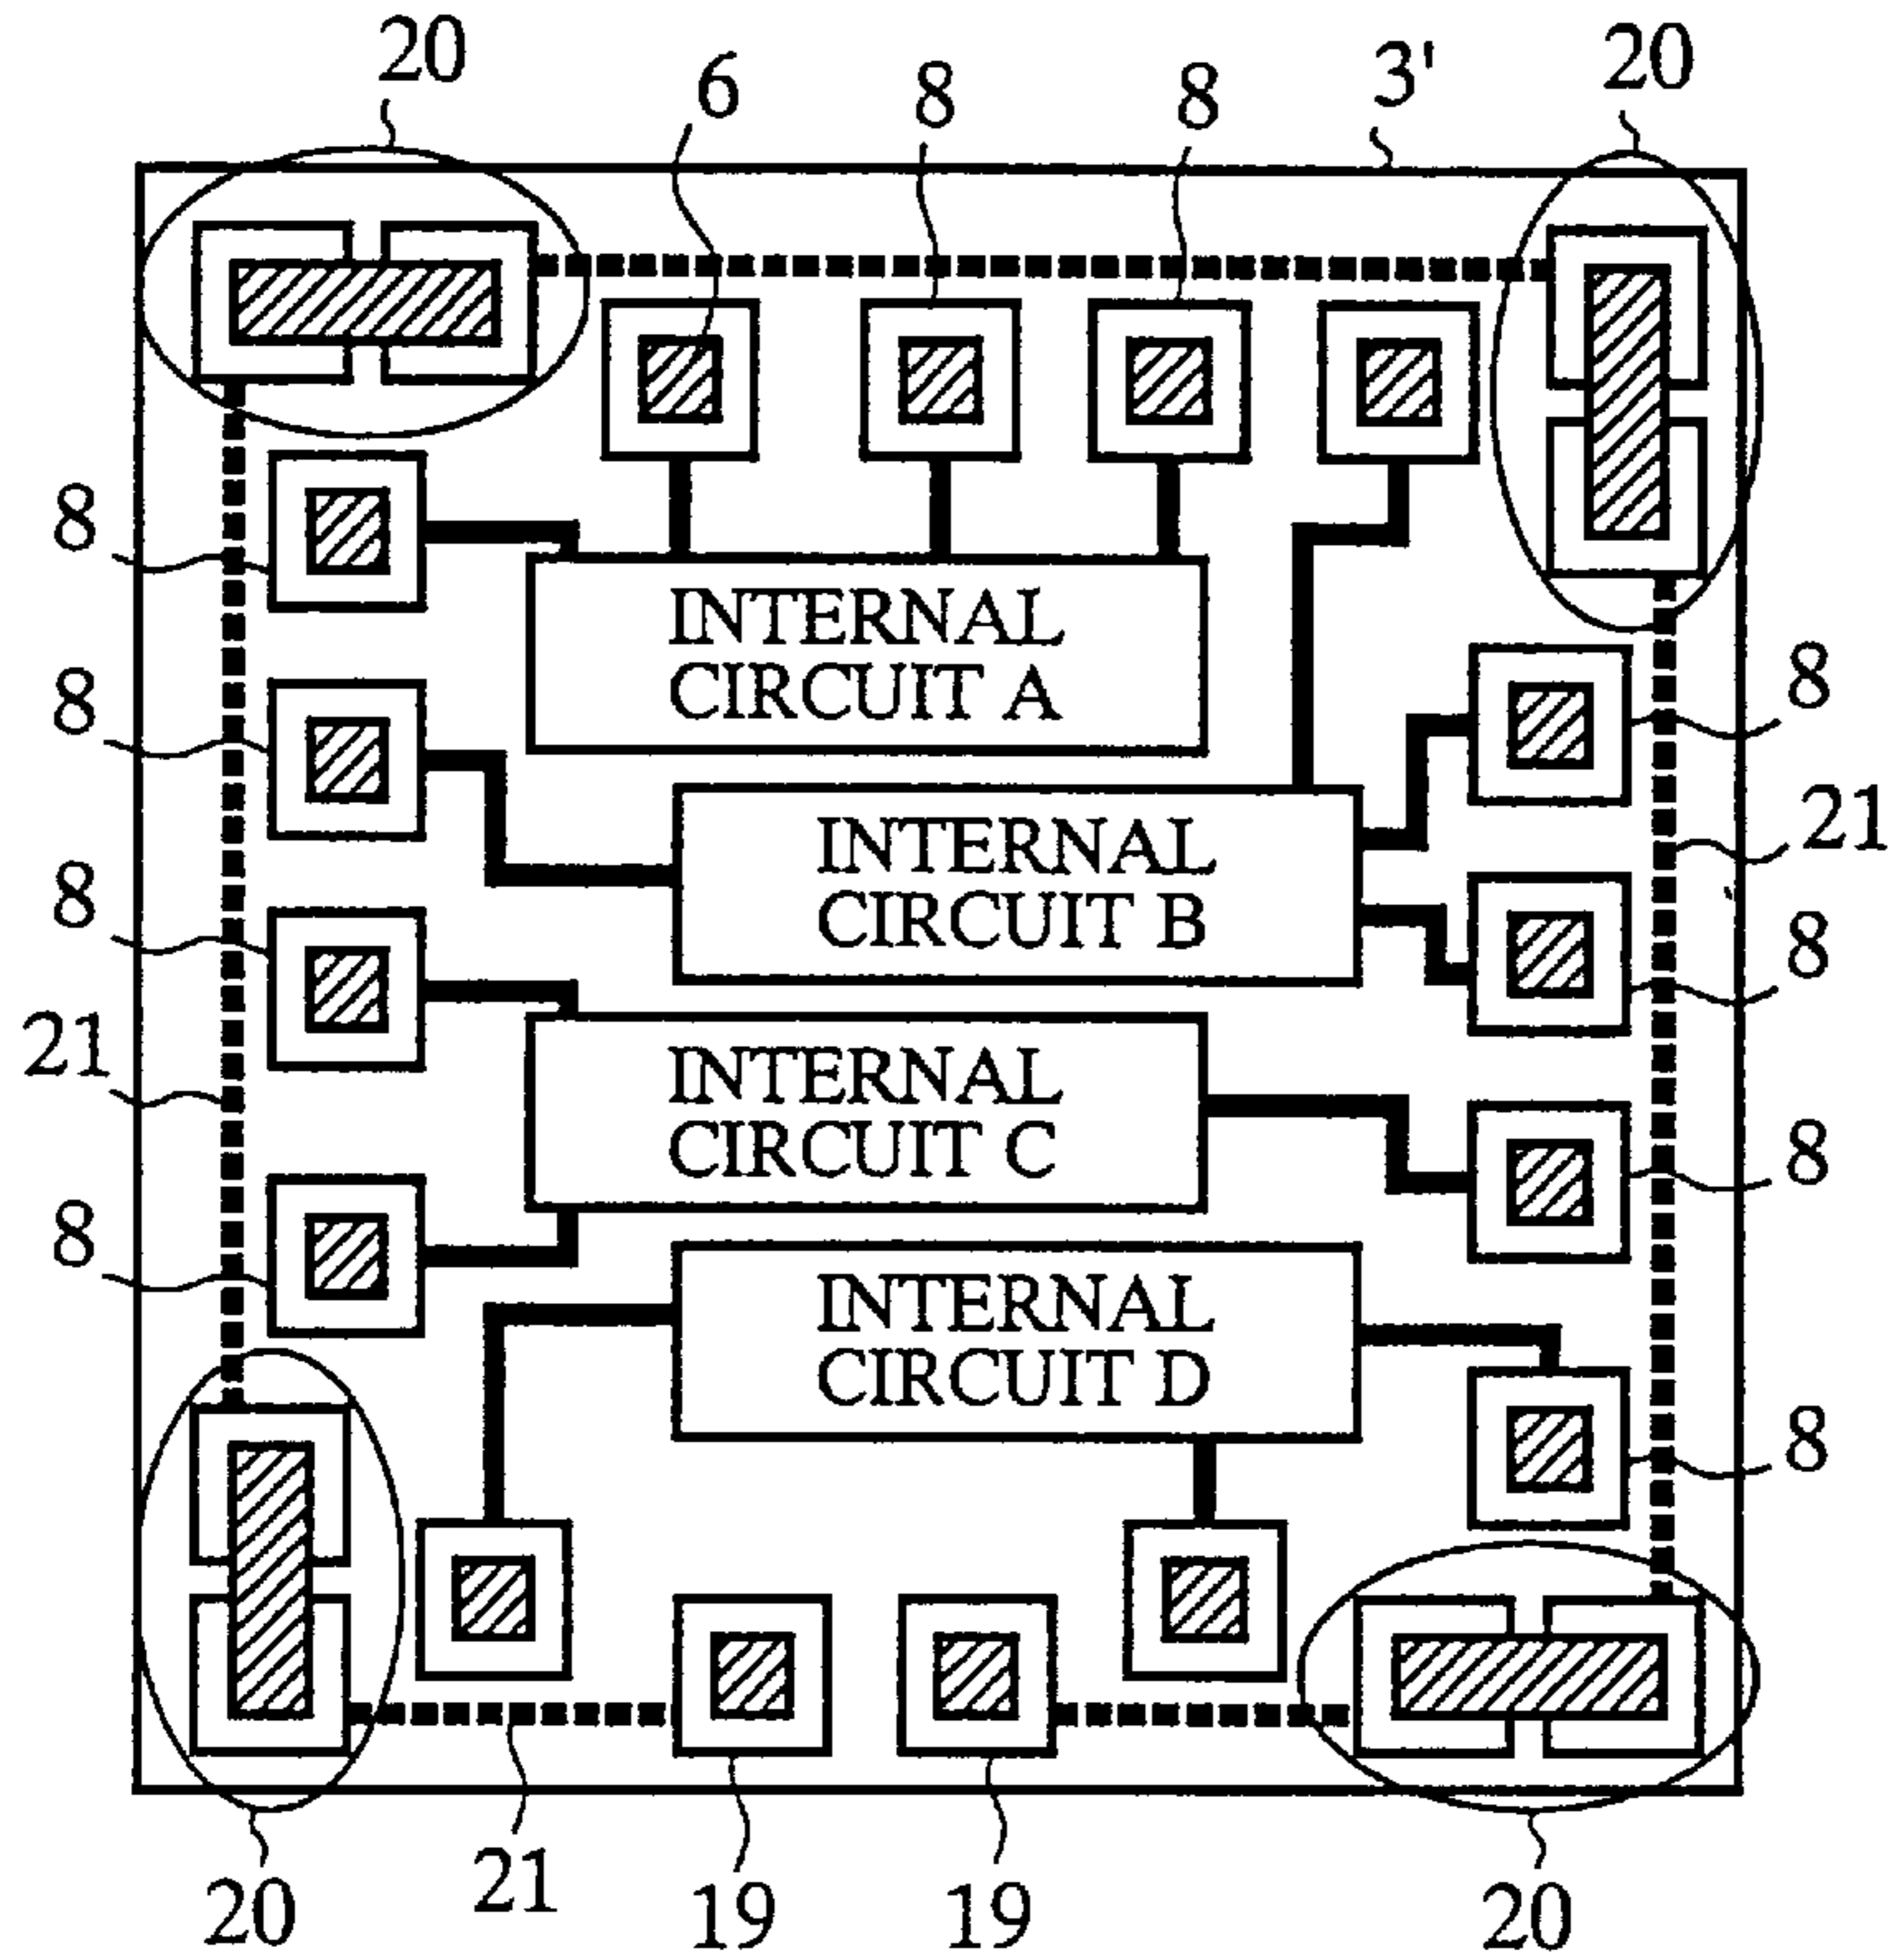 20 6 8 8 3' 20
8
INTERNAL
CIRCUIT A
8
8
INTERNAL
CIRCUIT B
21
8
8
21
INTERNAL
CIRCUIT C
8
8
INTERNAL
CIRCUIT D
8
20 21 19 19 20